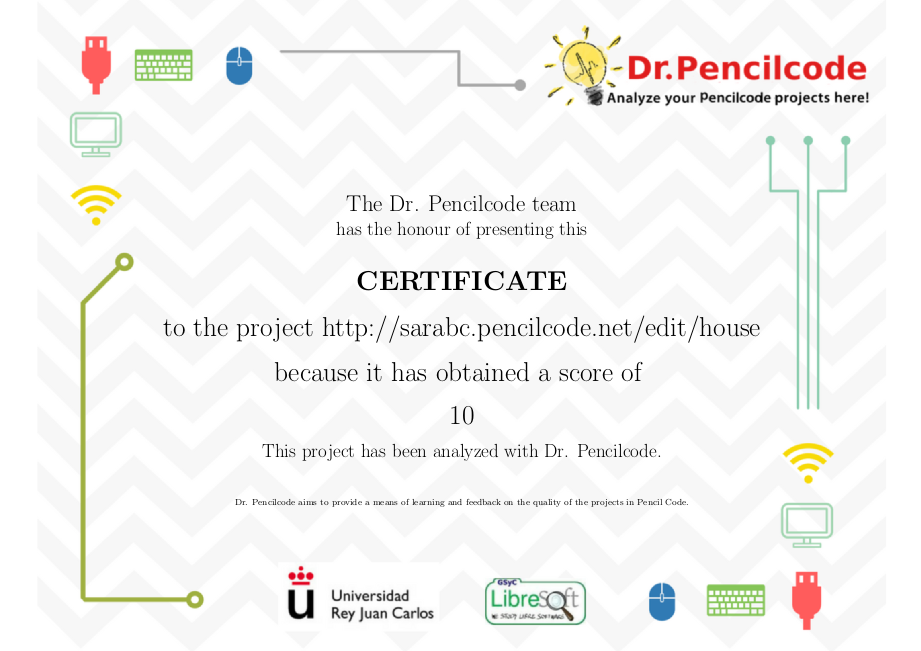 Dr.Pencilcode
Analyze your Pencilcode projects here!
The Dr. Pencilcode team
has the honour of presenting this
CERTIFICATE
to the project http://sarabc.pencilcode.net/edit/house
because it has obtained a score of
10
This project has been analyzed with Dr. Pencilcode.
Dr. Pencilcode aims to provide a means of learning and feedback on the quality of the projects in Pencil Code.
u
Universidad
Rey Juan Carlos
GSyC
LibreSoft
WE STUDY LIBRE SOFTWARE